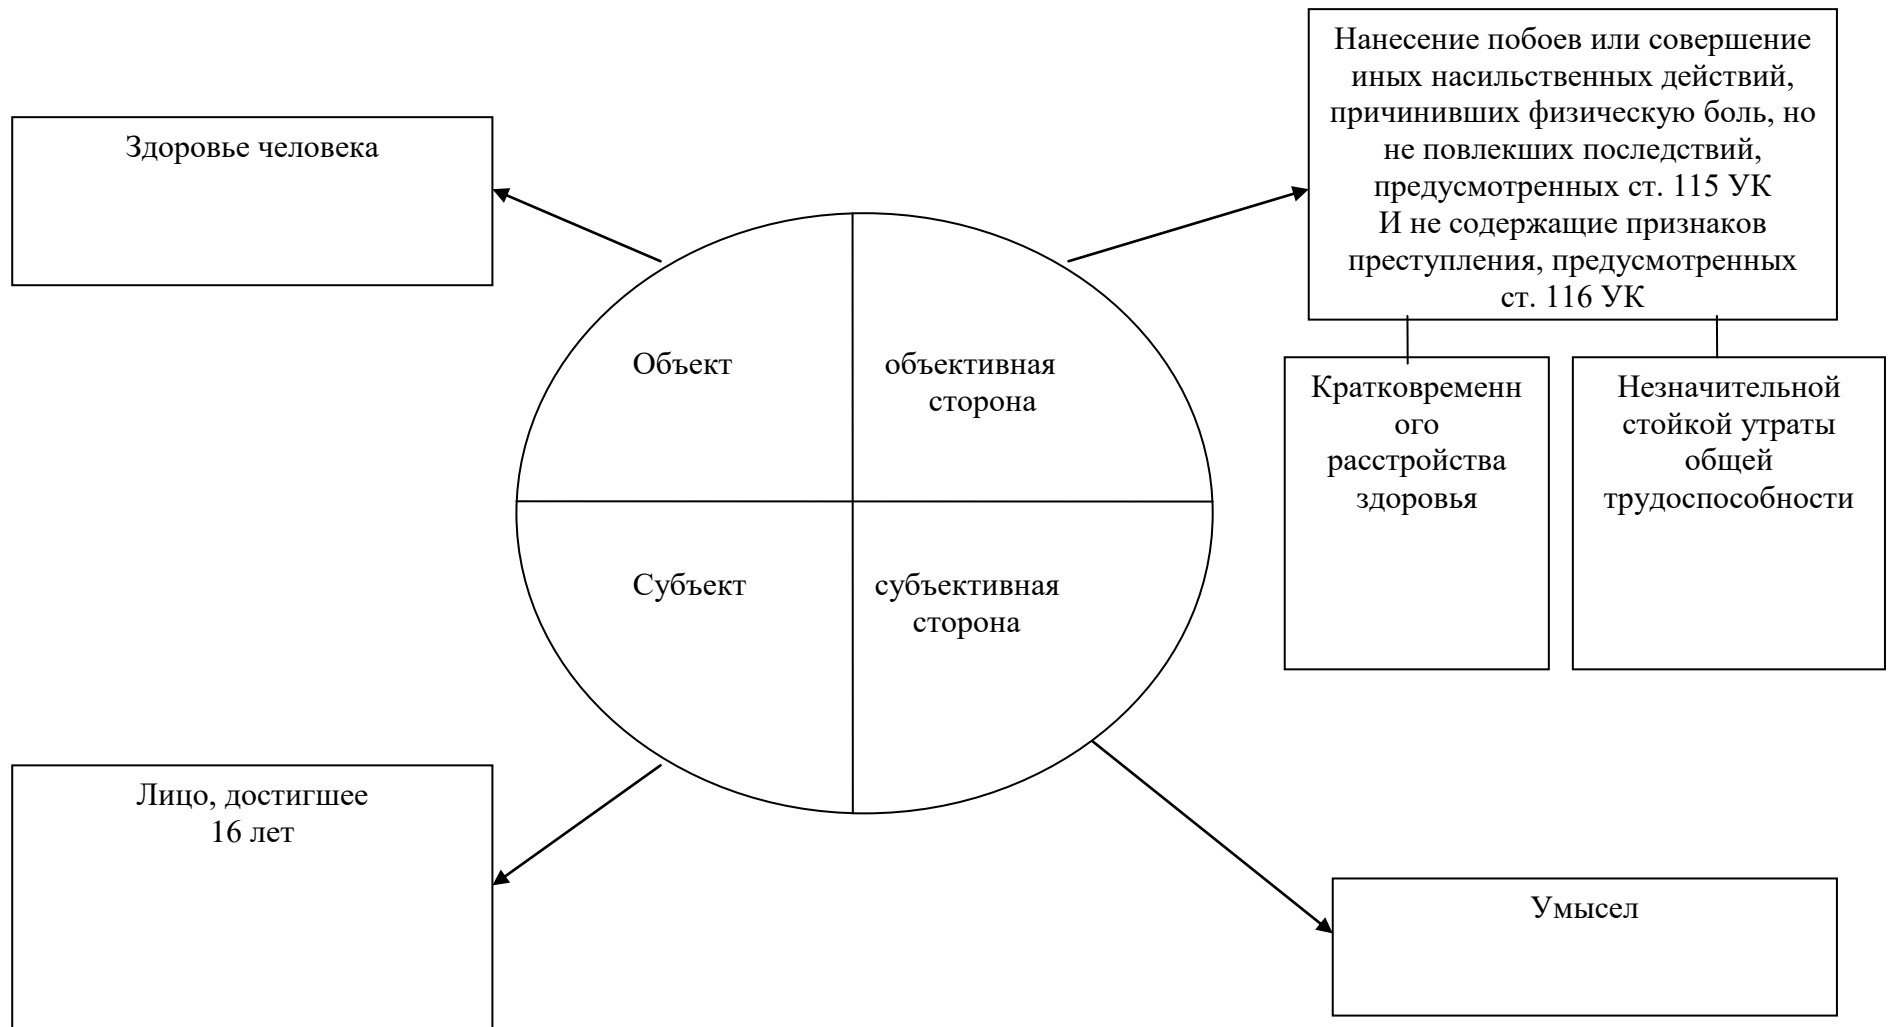 Нанесение побоев или совершение
иных насильственных действий,
причинивших физическую боль, но
не повлекших последствий,
предусмотренных ст. 115 УК
И не содержащие признаков
преступления, предусмотренных
ст. 116 УК
Здоровье человека
Объект
объективная
сторона
Кратковременн
ого
расстройства
здоровья
Незначительной
стойкой утраты
общей
трудоспособности
Субъект
субъективная
сторона
Лицо, достигшее
16 лет
Умысел